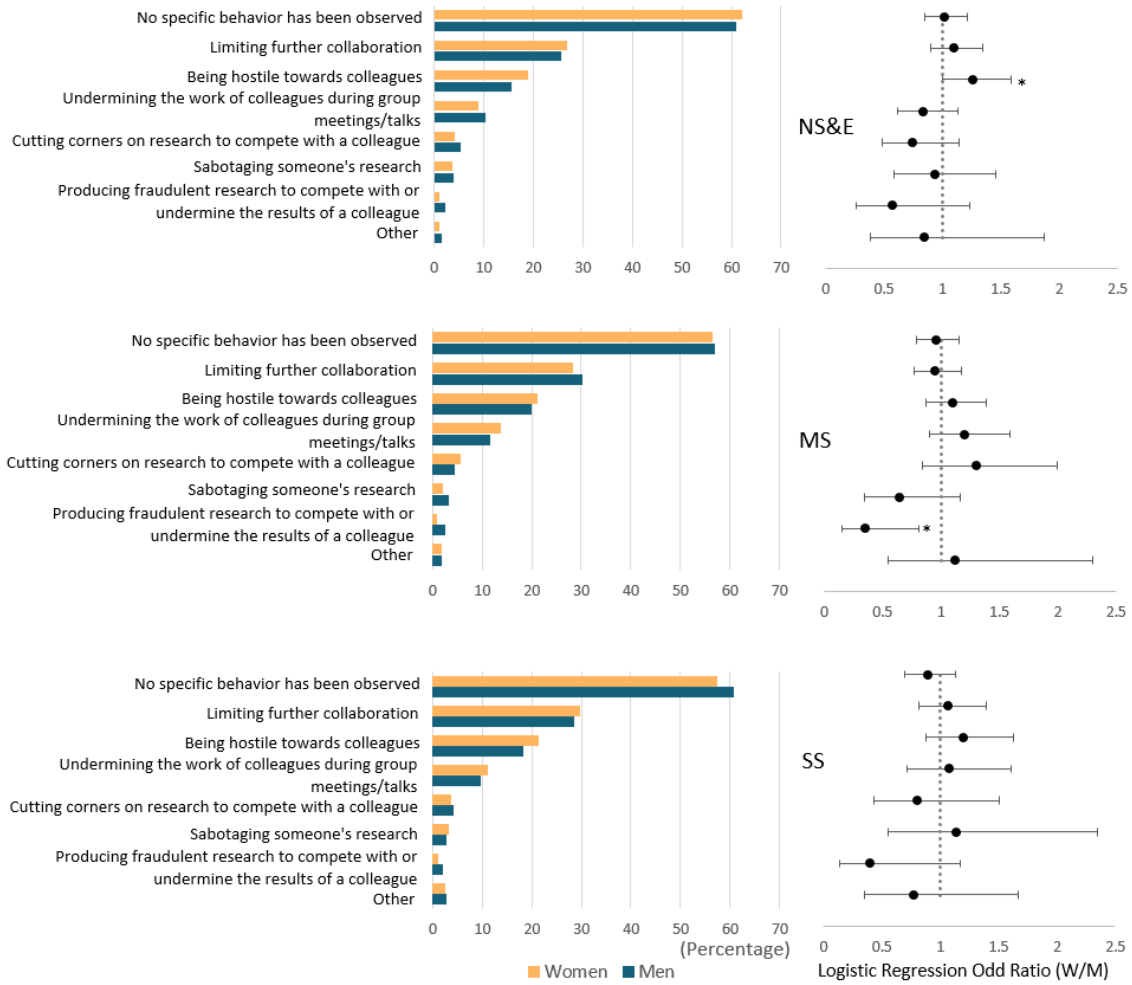 No specific behavior has been observed
Limiting further collaboration
Being hostile towards colleagues
Undermining the work of colleagues during group
meetings/talks
Cutting corners on research to compete with a colleague
Sabotaging someone's research
Producing fraudulent research to compete with or
undermine the results of a colleague
Other
0 10 20 30 40 50 60 70
*
NS&E
0 0.5 1 1.5 2 2.5
No specific behavior has been observed
Limiting further collaboration
Being hostile towards colleagues
Undermining the work of colleagues during group
meetings/talks
Cutting corners on research to compete with a colleague
Sabotaging someone's research
Producing fraudulent research to compete with or
undermine the results of a colleague
Other
0 10 20 30 40 50 60 70
MS
*
0 0.5 1 1.5 2 2.5
No specific behavior has been observed
Limiting further collaboration
Being hostile towards colleagues
Undermining the work of colleagues during group
meetings/talks
Cutting corners on research to compete with a colleague
Sabotaging someone's research
Producing fraudulent research to compete with or
undermine the results of a colleague
Other
0 10 20 30 40 50 60 70
(Percentage)
Women Men
SS
0 0.5 1 1.5 2 2.5
Logistic Regression Odd Ratio (W/M)